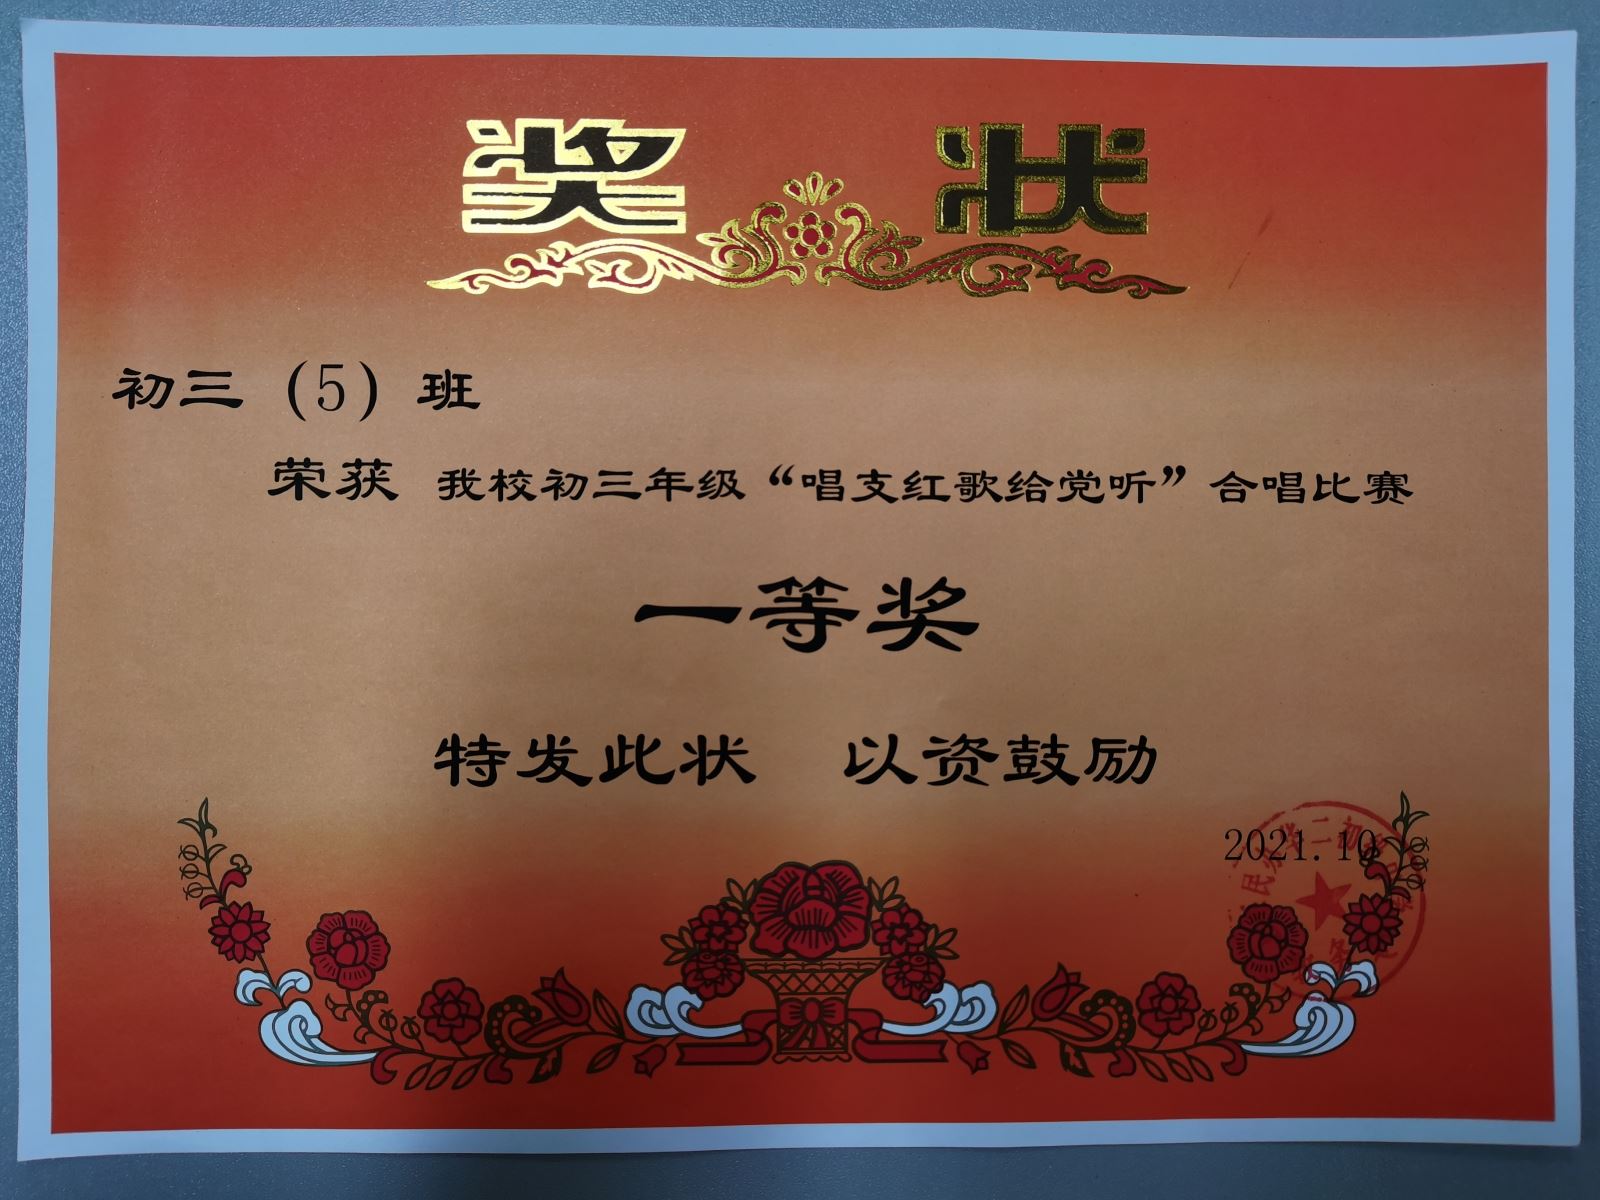 奖状
初三（5）班
荣获 我校初三年级“唱支红歌给党听”合唱比赛
一等奖
特发此状 以资鼓励
2021.10